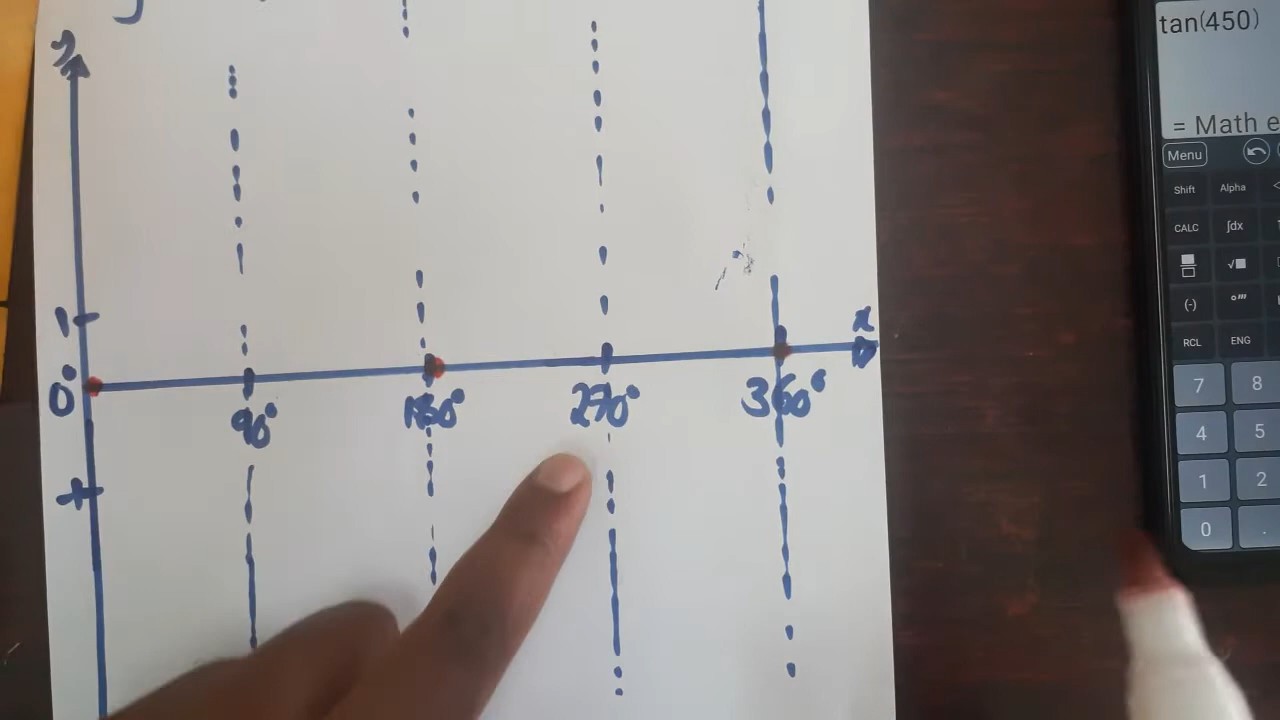 y
1
0°
90°
180°
270°
360°
x
tan(450)
= Math e
Menu
Shift Alpha
CALC ∫dx
√■
(-) °'"
RCL ENG
7 8
4 5
1 2
0 .